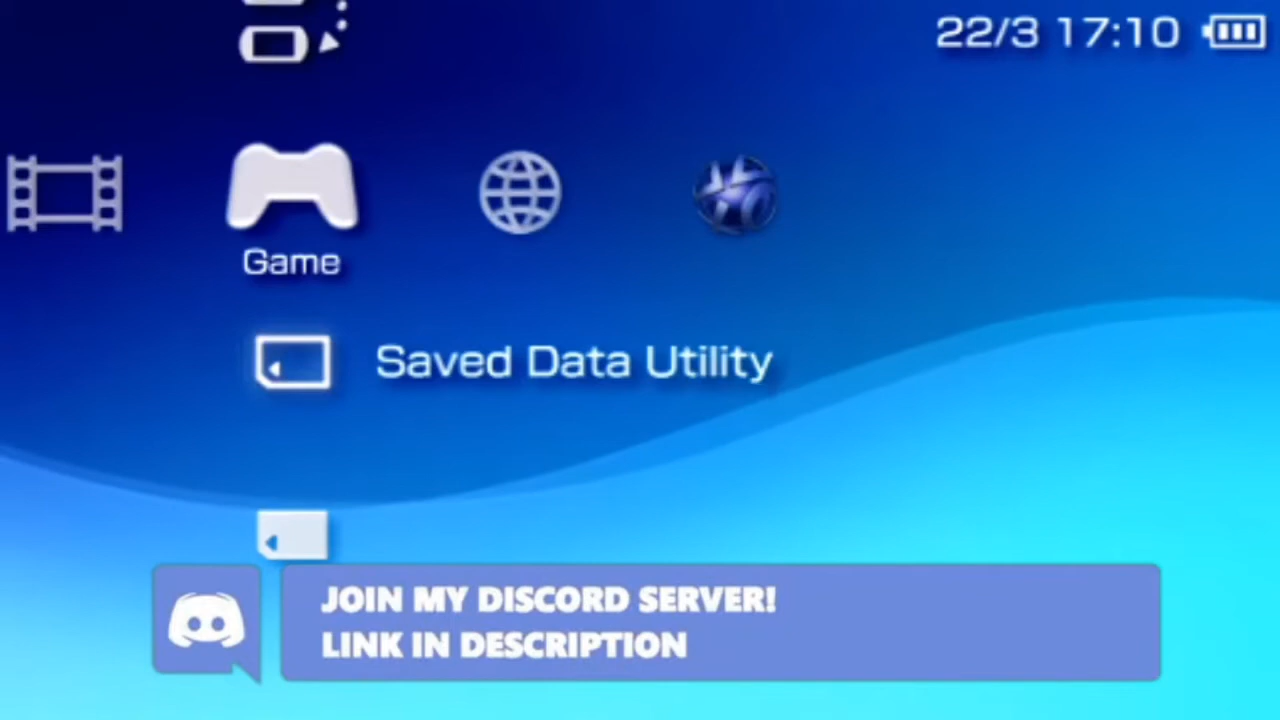 22/3 17:10
Game
Saved Data Utility
JOIN MY DISCORD SERVER!
LINK IN DESCRIPTION